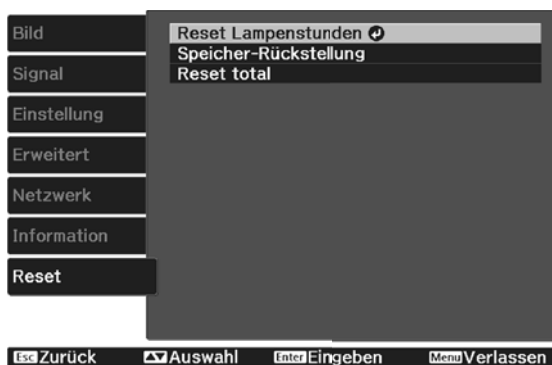 Bild
Signal
Einstellung
Erweitert
Netzwerk
Information
Reset
Reset Lampenstunden
Speicher-Rückstellung
Reset total
Esc Zurück Auswahl Enter Eingeben Menu Verlassen